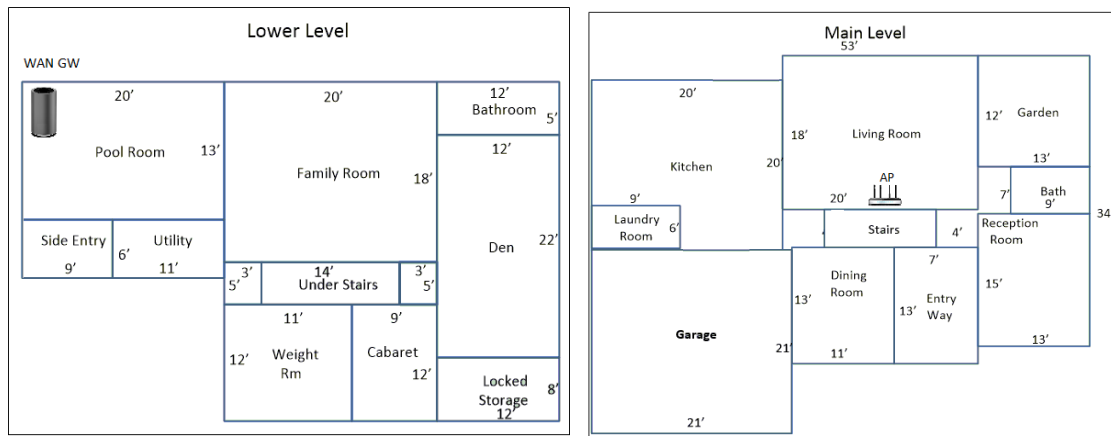 Lower Level
WAN GW
20′
Pool Room
13′
20′
Family Room
18′
12′
Bathroom
5′
12′
Den
22′
Side Entry
9′
6′
Utility
11′
3′
5′
14′
Under Stairs
3′
5′
11′
12′
Weight
Rm
9′
Cabaret
12′
Locked
Storage
8′
12′
Main Level
53′
20′
Kitchen
20′
9′
Laundry
Room
6′
18′
Living Room
20′
AP
12′
Garden
13′
7′
Bath
9′
34′
Stairs
4′
Reception
Room
15′
13′
Dining
Room
13′
11′
7′
13′
Entry
Way
Garage
21′
21′